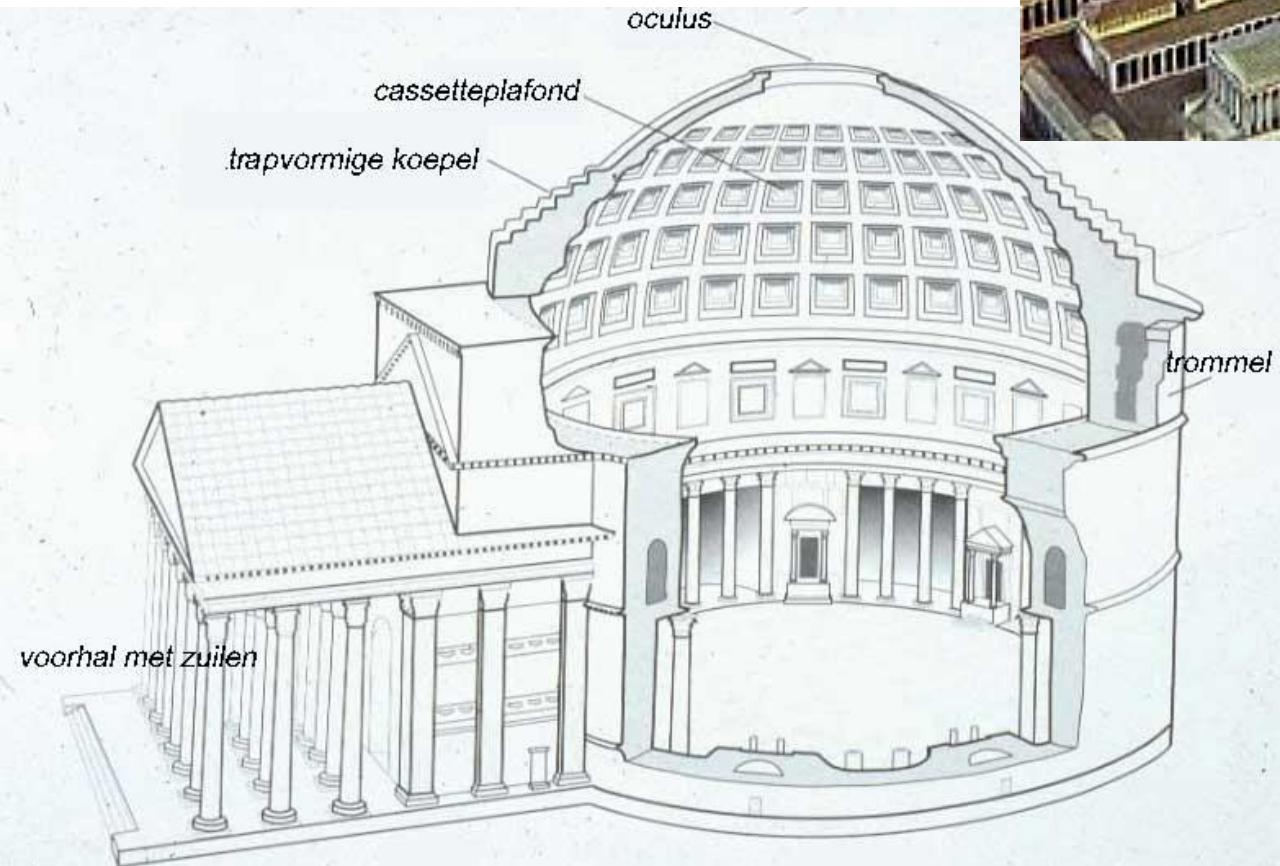 oculus
cassetteplafond
trapvormige koepel
trommel
voorhal met zuilen